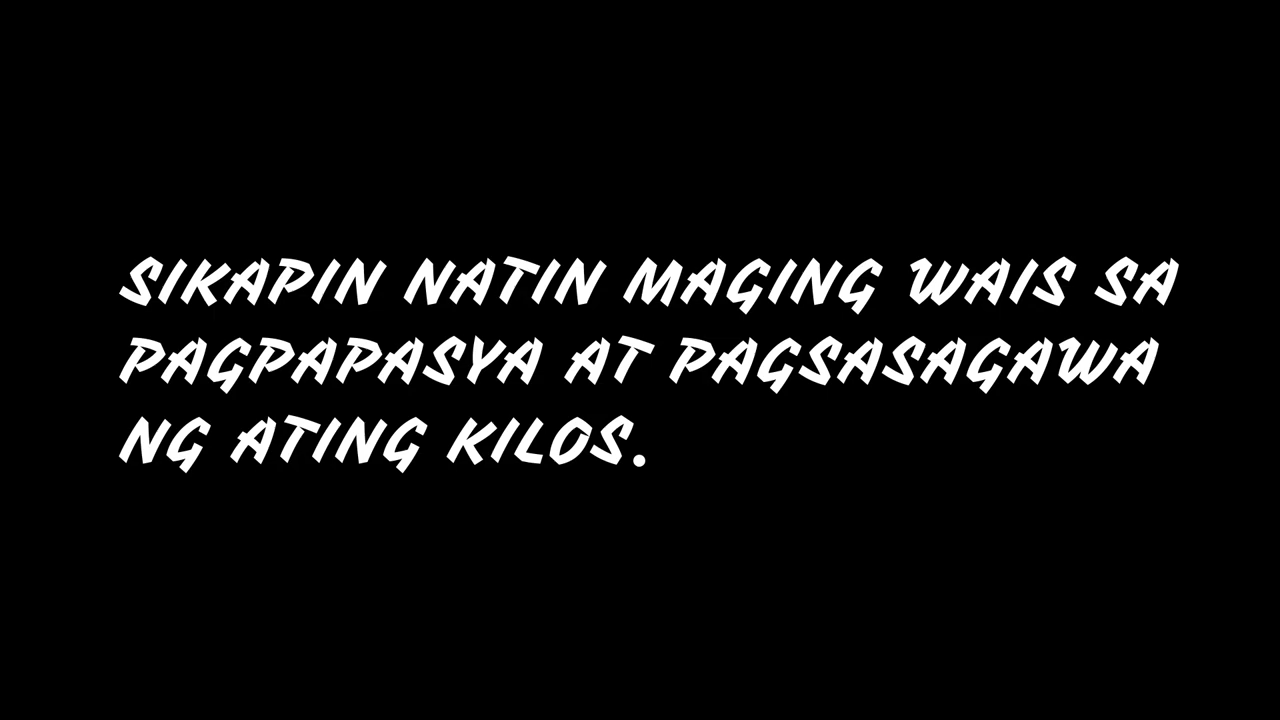 SIKAPIN NATIN MAGING WAIS SA
PAGPAPASYA AT PAGSASAGAWA
NG ATING KILOS.